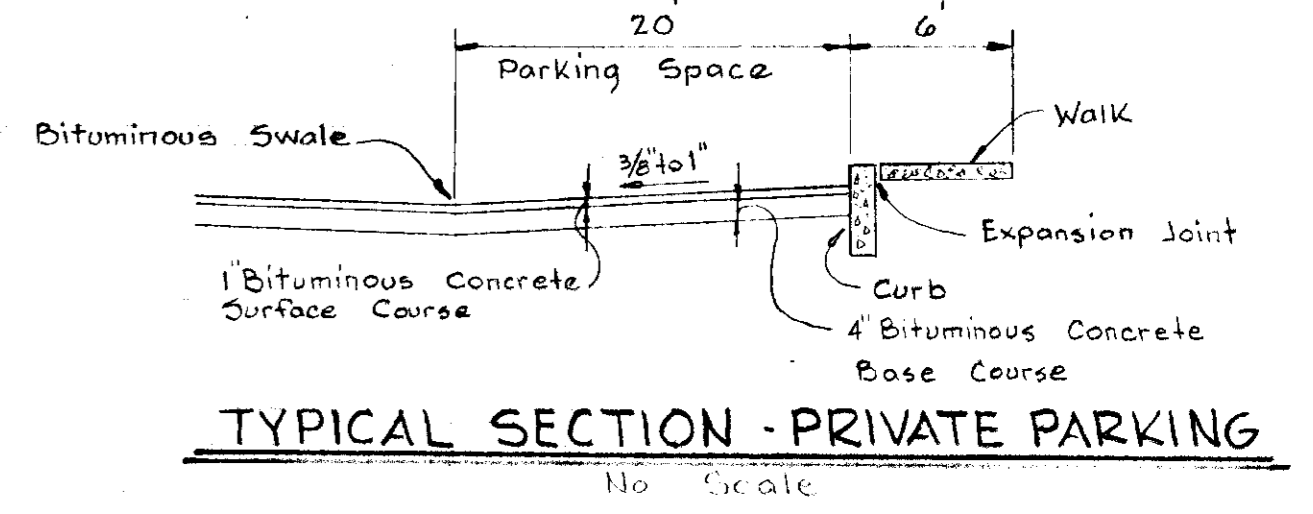 20'
6'
Parking Space
Walk
Bituminous Swale
3/8" to 1"
Expansion Joint
1" Bituminous Concrete
Surface Course
Curb
4" Bituminous Concrete
Base Course
TYPICAL SECTION - PRIVATE PARKING
No Scale